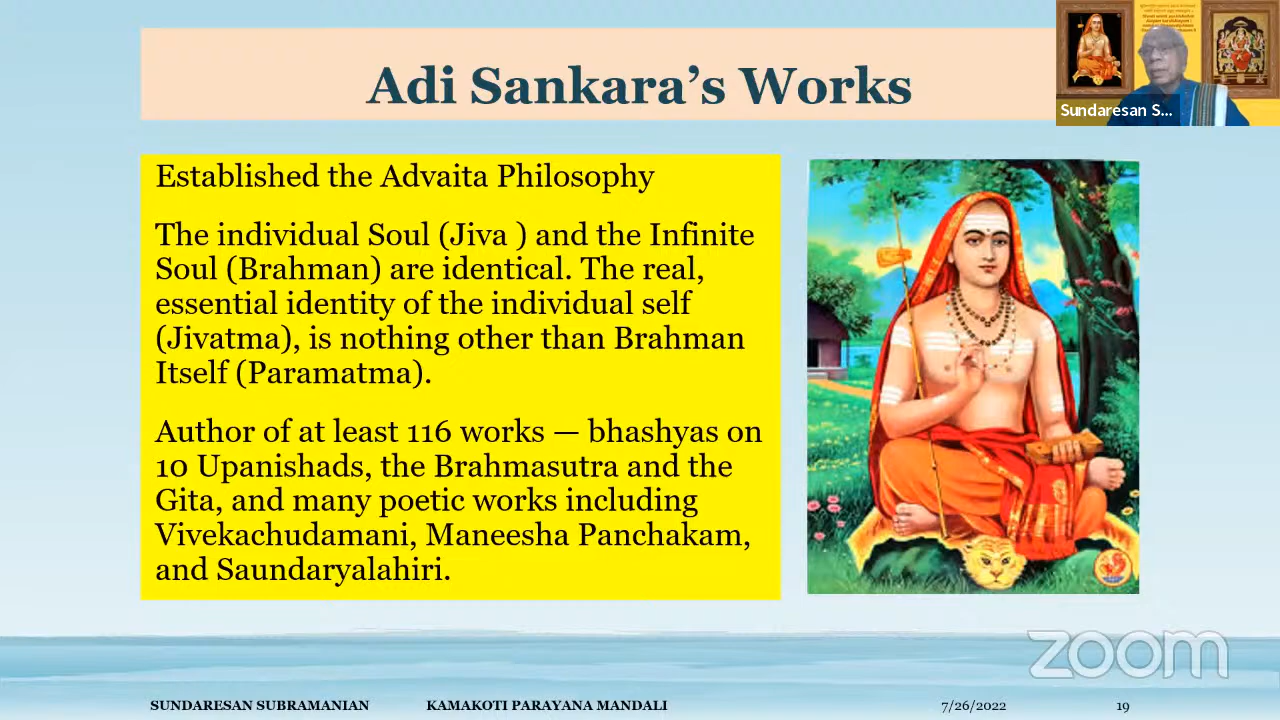 Adi Sankara’s Works
Sundaresan S...
Established the Advaita Philosophy
The individual Soul (Jiva ) and the Infinite
Soul (Brahman) are identical. The real,
essential identity of the individual self
(Jivatma), is nothing other than Brahman
Itself (Paramatma).
Author of at least 116 works — bhashyas on
10 Upanishads, the Brahmasutra and the
Gita, and many poetic works including
Vivekachudamani, Maneesha Panchakam,
and Saundaryalahiri.
zoom
SUNDARESAN SUBRAMANIAN KAMAKOTI PARAYANA MANDALI 7/26/2022 19